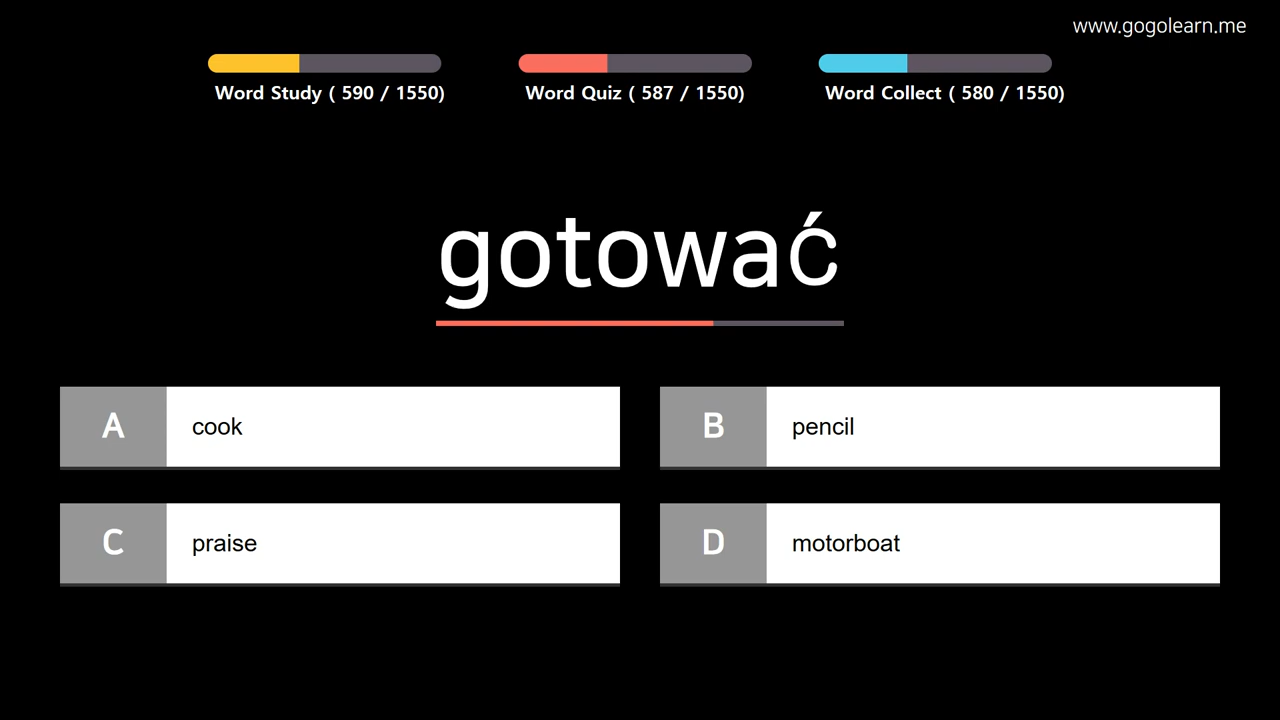 www.gogolearn.me
Word Study ( 590 / 1550)
Word Quiz ( 587 / 1550)
Word Collect ( 580 / 1550)
gotować
A cook
B pencil
C praise
D motorboat